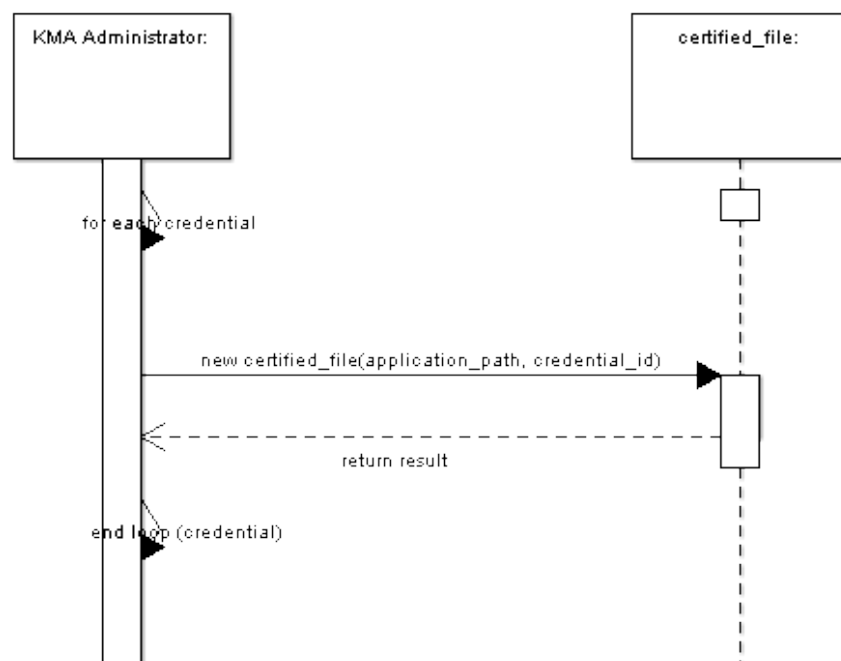 KMA Administrator:
certified_file:
for each credential
new certified_file(application_path, credential_id)
return result
end loop (credential)